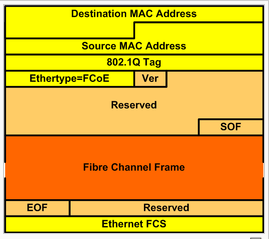 Destination MAC Address
Source MAC Address
802.1Q Tag
Ethertype=FCoE Ver
Reserved
SOF
Fibre Channel Frame
EOF Reserved
Ethernet FCS